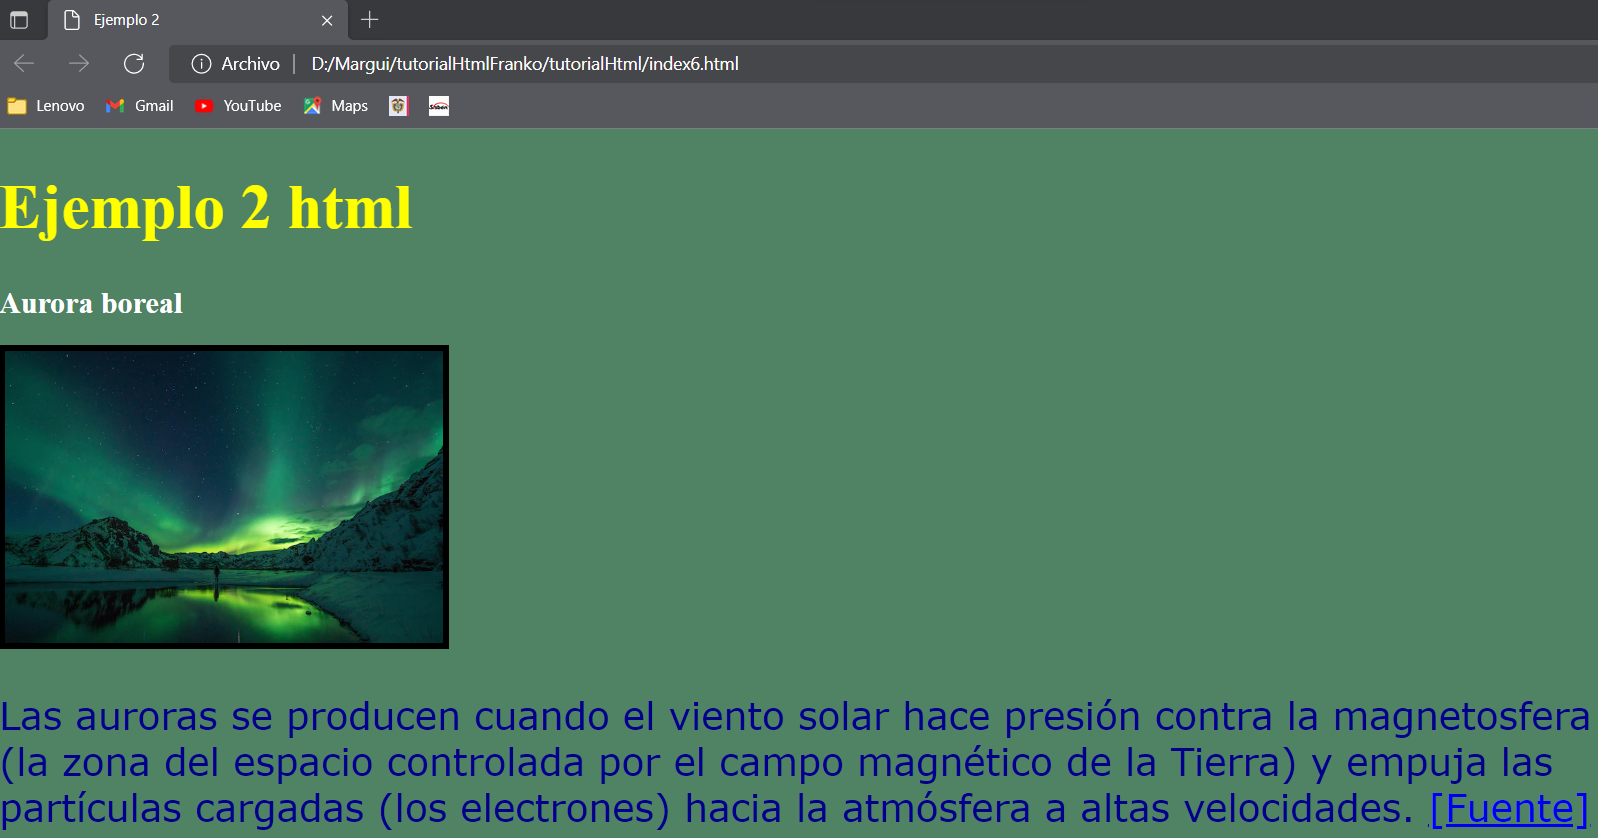 Ejemplo 2
Archivo D:/Margui/tutorialHtmlFranko/tutorialHtml/index6.html
Lenovo Gmail YouTube Maps
Ejemplo 2 html
Aurora boreal
Las auroras se producen cuando el viento solar hace presión contra la magnetosfera
(la zona del espacio controlada por el campo magnético de la Tierra) y empuja las
partículas cargadas (los electrones) hacia la atmósfera a altas velocidades. [Fuente]